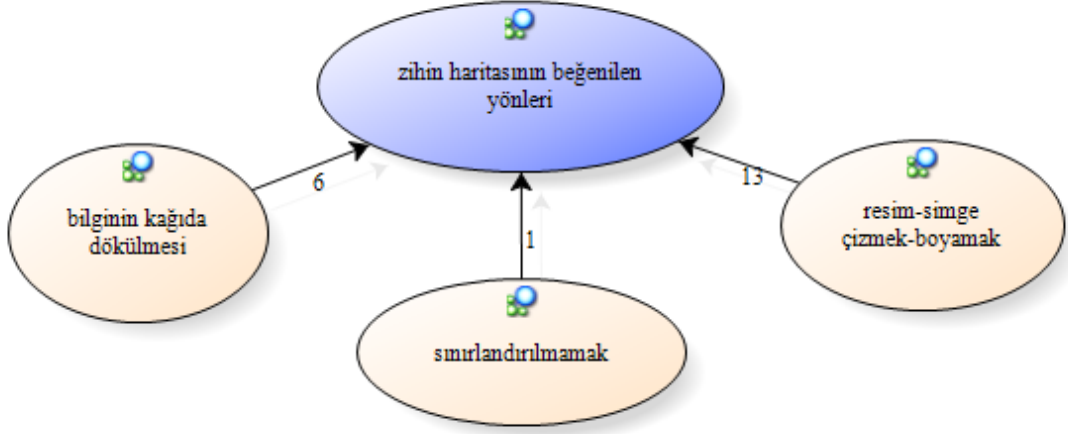 zihin haritasının beğenilen
yönleri
6
1
13
bilginin kağıda
dökülmesi
sınırlandırılmamak
resim-simge
çizmek-boyamak